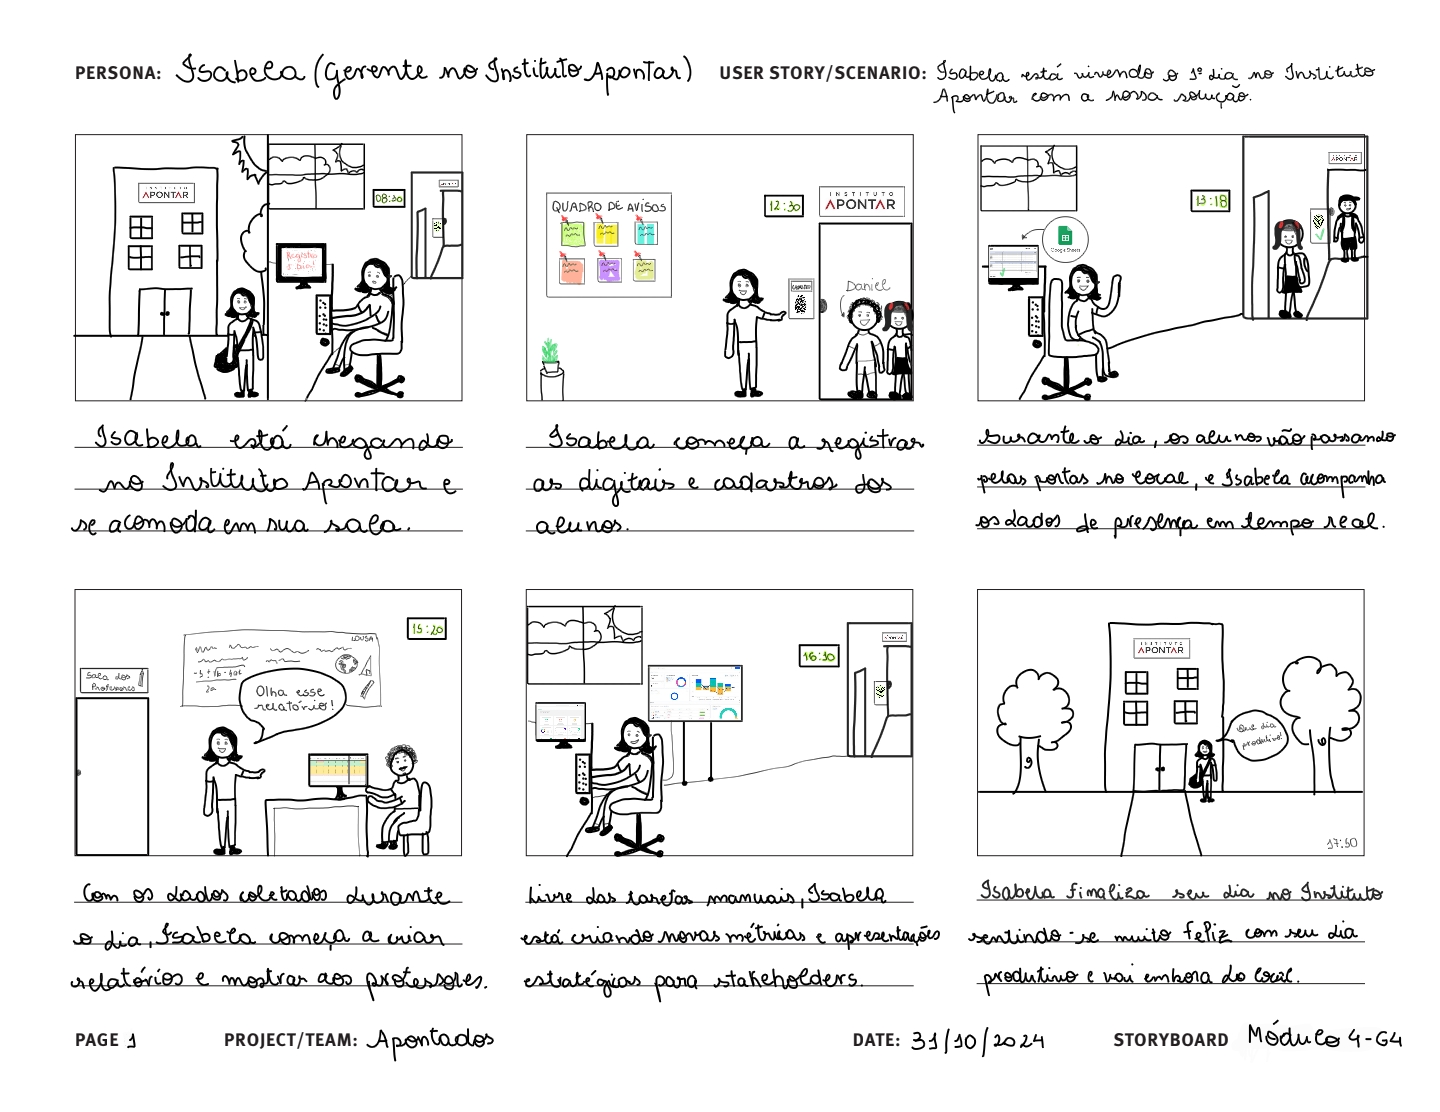 PERSONA: Isabela (Gerente no Instituto Apontar)
USER STORY/SCENARIO: Isabela está vivendo o 1º dia no Instituto
Apontar com a nossa solução.
INSTITUTO
APONTAR
08:30
Registro
QUADRO DE AVISOS
12:30
INSTITUTO
APONTAR
CADASTRO
Daniel
13:18
APONTAR
Google Sheets
Isabela está chegando
no Instituto Apontar e
se acomoda em sua sala.
Isabela começa a registrar
as digitais e cadastros dos
alunos.
Durante o dia, os alunos vão passando
pelas portas no local, e Isabela acompanha
os dados de presença em tempo real.
15:20
LOUSA
Sala dos
Professores
Olha esse
relatório!
2a
16:30
INSTITUTO
APONTAR
Que dia
produtivo!
17:50
Com os dados coletados durante
o dia, Isabela começa a criar
relatórios e mostrar aos professores.
Livre das tarefas manuais, Isabela
está criando novas métricas e apresentações
estratégicas para stakeholders.
Isabela finaliza seu dia no Instituto
sentindo-se muito feliz com seu dia
produtivo e vai embora do local.
PAGE 1
PROJECT/TEAM: Apontados
DATE: 31/10/2024
STORYBOARD Módulo 4-G4